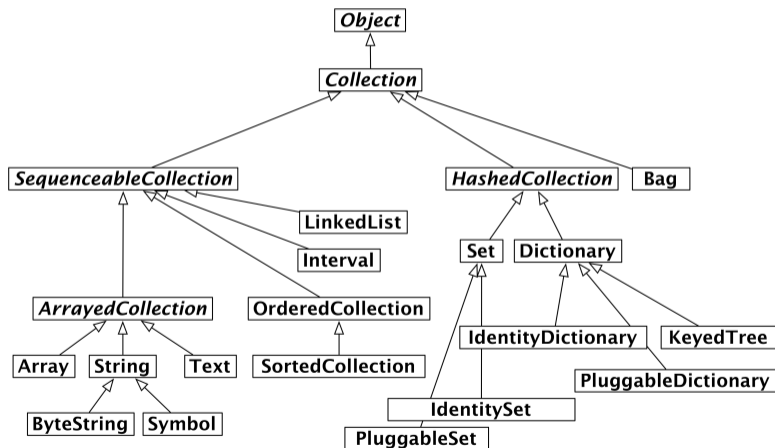 Object
Collection
SequenceableCollection
HashedCollection
Bag
LinkedList
Interval
Set
Dictionary
ArrayedCollection
OrderedCollection
IdentityDictionary
KeyedTree
Array
String
Text
SortedCollection
PluggableDictionary
IdentitySet
ByteString
Symbol
PluggableSet